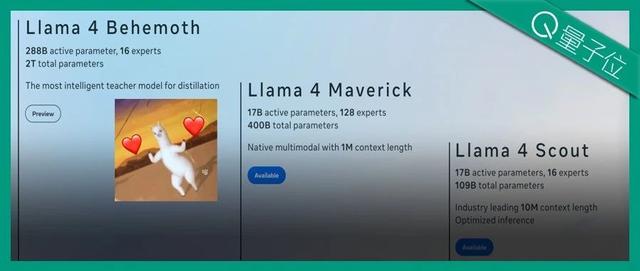 Llama 4 Behemoth
288B active parameter, 16 experts
2T total parameters
The most intelligent teacher model for distillation
Preview
Llama 4 Maverick
17B active parameters, 128 experts
400B total parameters
Native multimodal with 1M context length
Available
Llama 4 Scout
17B active parameters, 16 experts
109B total parameters
Industry leading 10M context length
Optimized inference
Available
量子位